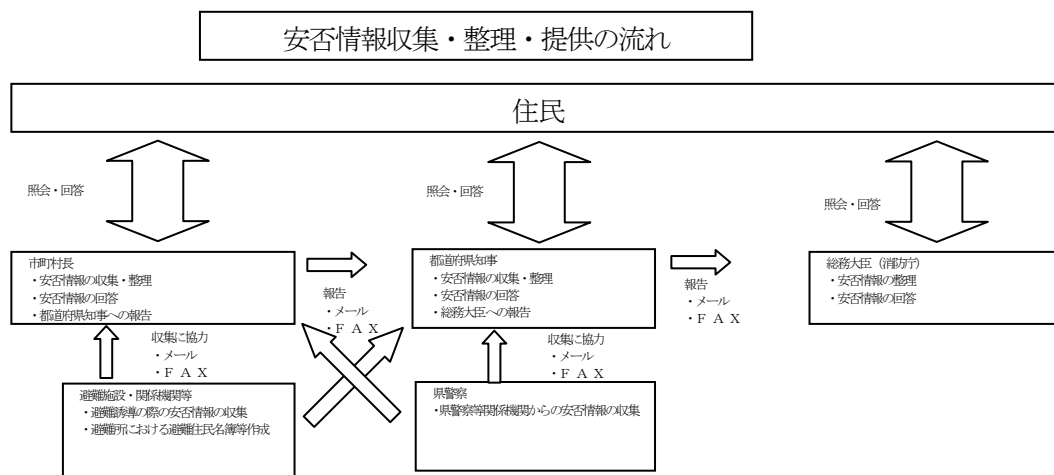 安否情報収集・整理・提供の流れ
住民
照会・回答
照会・回答
照会・回答
市町村長
・安否情報の収集・整理
・安否情報の回答
・都道府県知事への報告
報告
・メール
・ＦＡＸ
都道府県知事
・安否情報の収集・整理
・安否情報の回答
・総務大臣への報告
報告
・メール
・ＦＡＸ
総務大臣（消防庁）
・安否情報の整理
・安否情報の回答
収集に協力
・メール
・ＦＡＸ
収集に協力
・メール
・ＦＡＸ
避難施設・関係機関等
・避難誘導の際の安否情報の収集
・避難所における避難住民名簿等作成
県警察
・県警察等関係機関からの安否情報の収集